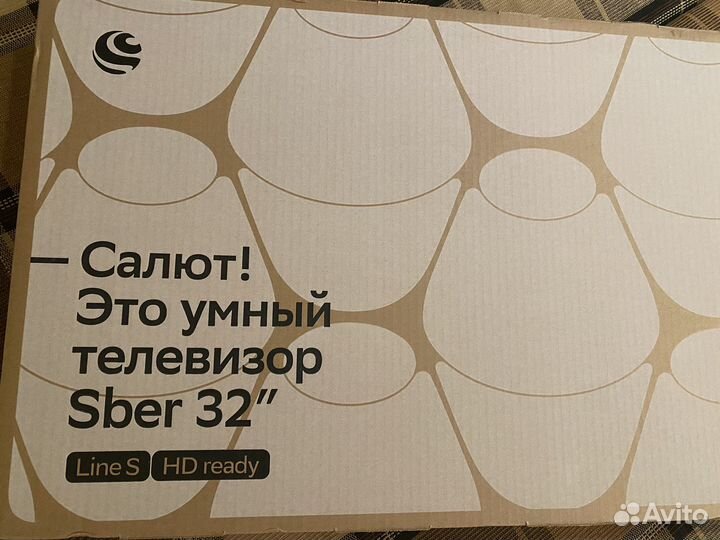 — Салют!
Это умный
телевизор
Sber 32″
Line S HD ready
Avito